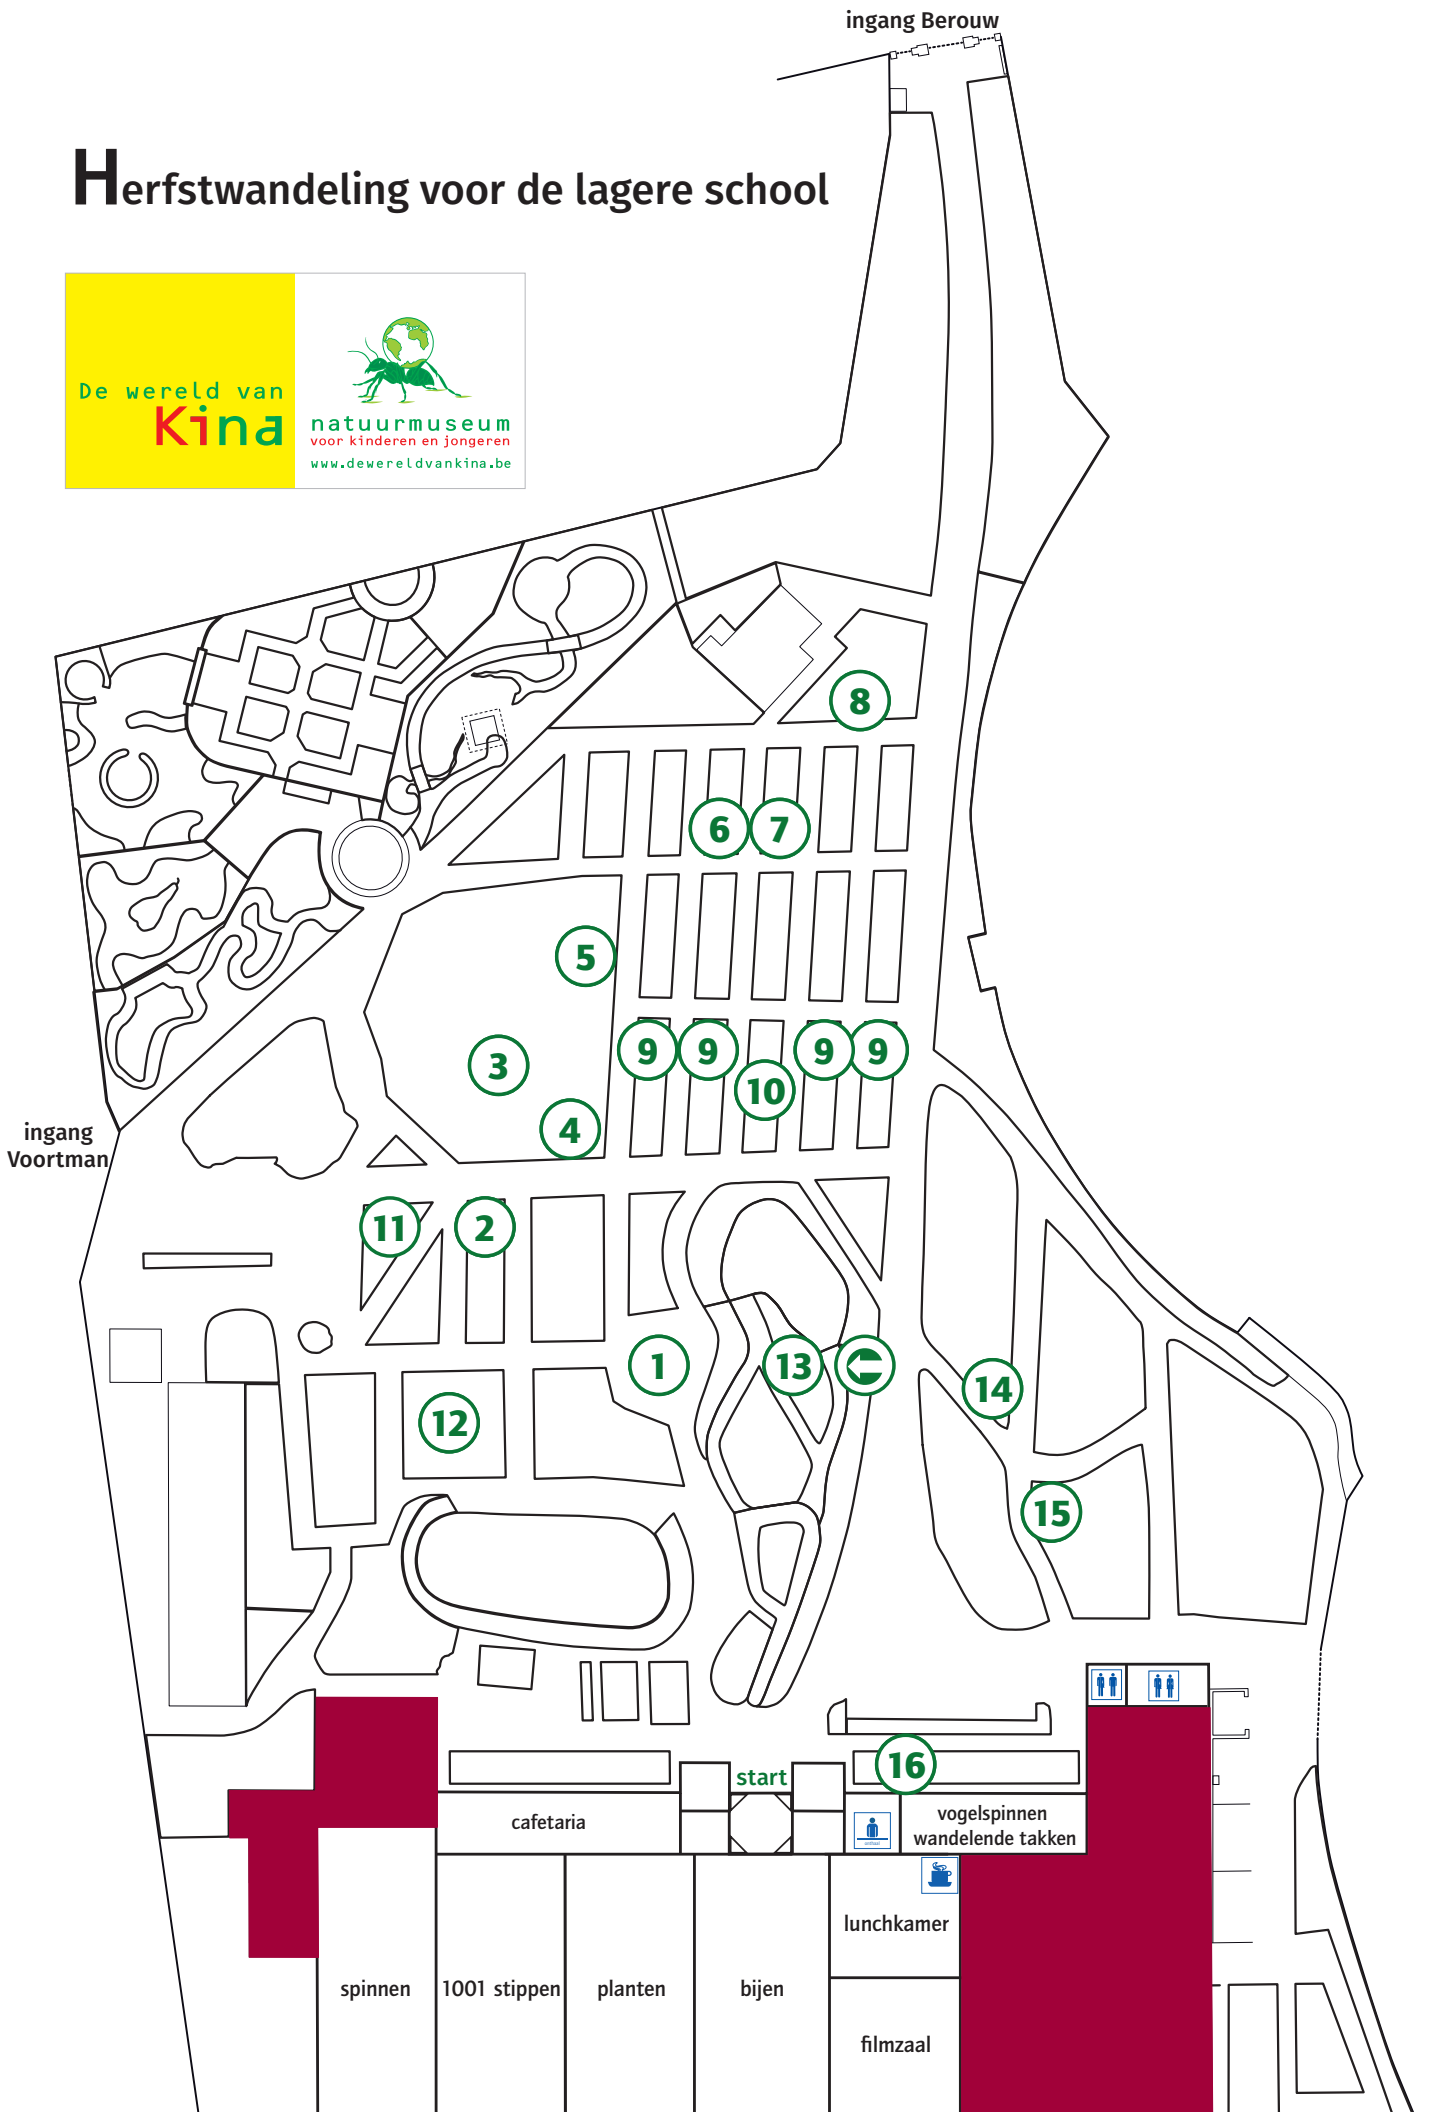 ingang Berouw
Herfstwandeling voor de lagere school
De wereld van
Kina
natuurmuseum
voor kinderen en jongeren
www.dewereldvankina.be
8
6
7
5
3
9
9
9
9
10
4
ingang
Voortman
11
2
1
13
14
12
15
start
16
cafetaria
vogelspinnen
wandelende takken
lunchkamer
spinnen
1001 stippen
planten
bijen
filmzaal